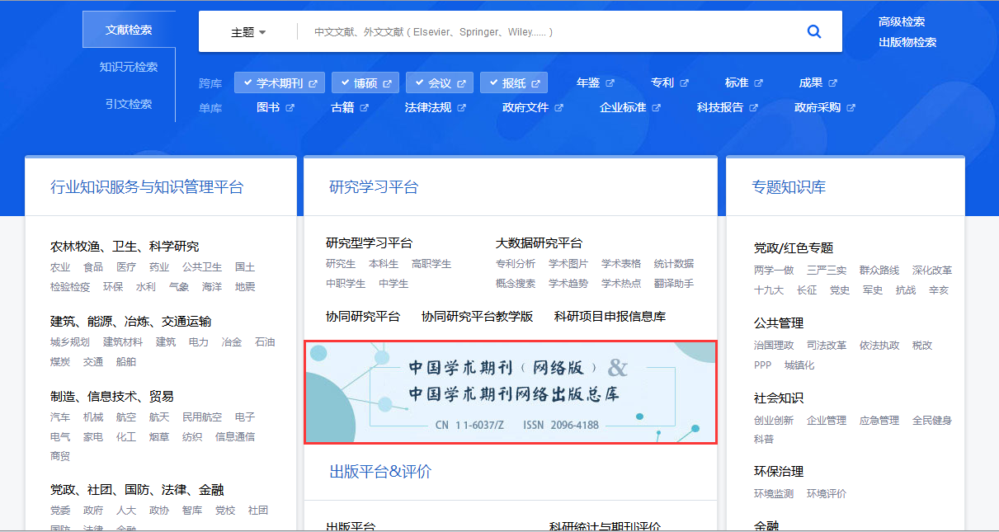 文献检索
知识元检索
引文检索
主题 中文文献、外文文献（Elsevier、Springer、Wiley......）
高级检索
出版物检索
跨库 学术期刊 博硕 会议 报纸 年鉴 专利 标准 成果
单库 图书 古籍 法律法规 政府文件 企业标准 科技报告 政府采购
行业知识服务与知识管理平台
农林牧渔、卫生、科学研究
农业 食品 医疗 药业 公共卫生 国土
检验检疫 环保 水利 气象 海洋 地震
建筑、能源、冶炼、交通运输
城乡规划 建筑材料 建筑 电力 冶金 石油
煤炭 交通 船舶
制造、信息技术、贸易
汽车 机械 航空 航天 民用航空 电子
电气 家电 化工 烟草 纺织 信息通信
商贸
党政、社团、国防、法律、金融
党委 政府 人大 政协 智库 党校 社团
国防 法律 金融
研究学习平台
研究型学习平台
研究生 本科生 高职学生
中职学生 中学生
大数据研究平台
专利分析 学术图片 学术表格 统计数据
概念搜索 学术趋势 学术热点 翻译助手
协同研究平台 协同研究平台教学版 科研项目申报信息库
中国学术期刊（网络版）&
中国学术期刊网络出版总库
CN 11-6037/Z ISSN 2096-4188
出版平台&评价
出版平台 科研统计与期刊评价
专题知识库
党政/红色专题
两学一做 三严三实 群众路线 深化改革
十九大 长征 党史 军史 抗战 辛亥
公共管理
治国理政 司法改革 依法执政 税改
PPP 城镇化
社会知识
创业创新 企业管理 应急管理 全民健身
科普
环保治理
环境监测 环境评价
金融